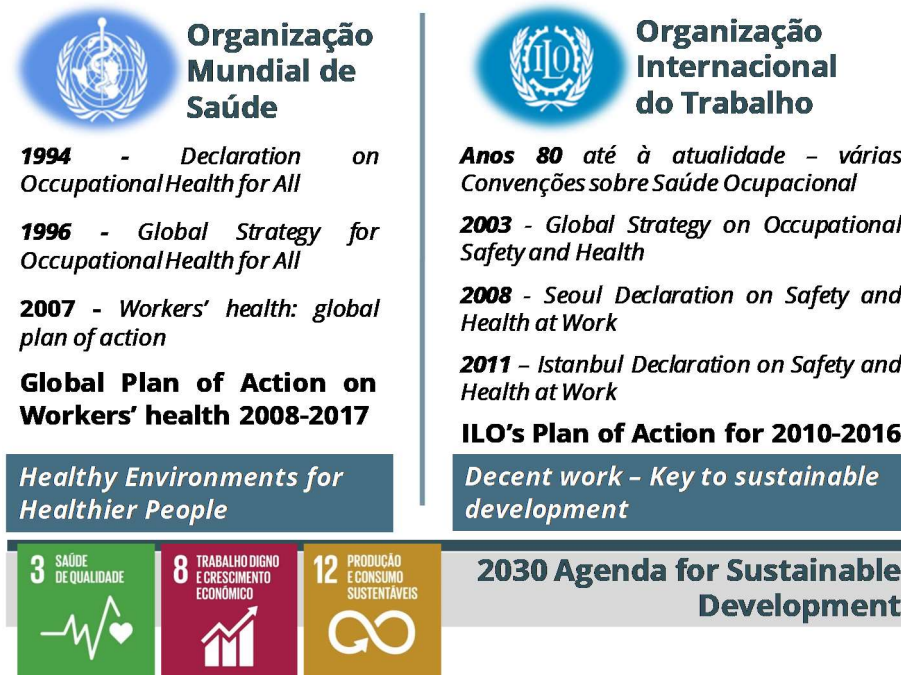 Organização
Mundial de
Saúde
1994 - Declaration on
Occupational Health for All
1996 - Global Strategy for
Occupational Health for All
2007 - Workers' health: global
plan of action
Global Plan of Action on
Workers' health 2008-2017
Healthy Environments for
Healthier People
ILO
Organização
Internacional
do Trabalho
Anos 80 até à atualidade – várias
Convenções sobre Saúde Ocupacional
2003 - Global Strategy on Occupational
Safety and Health
2008 - Seoul Declaration on Safety and
Health at Work
2011 – Istanbul Declaration on Safety and
Health at Work
ILO's Plan of Action for 2010-2016
Decent work – Key to sustainable
development
3 SAÚDE
DE QUALIDADE
8 TRABALHO DIGNO
E CRESCIMENTO
ECONÓMICO
12 PRODUÇÃO
E CONSUMO
SUSTENTÁVEIS
2030 Agenda for Sustainable
Development